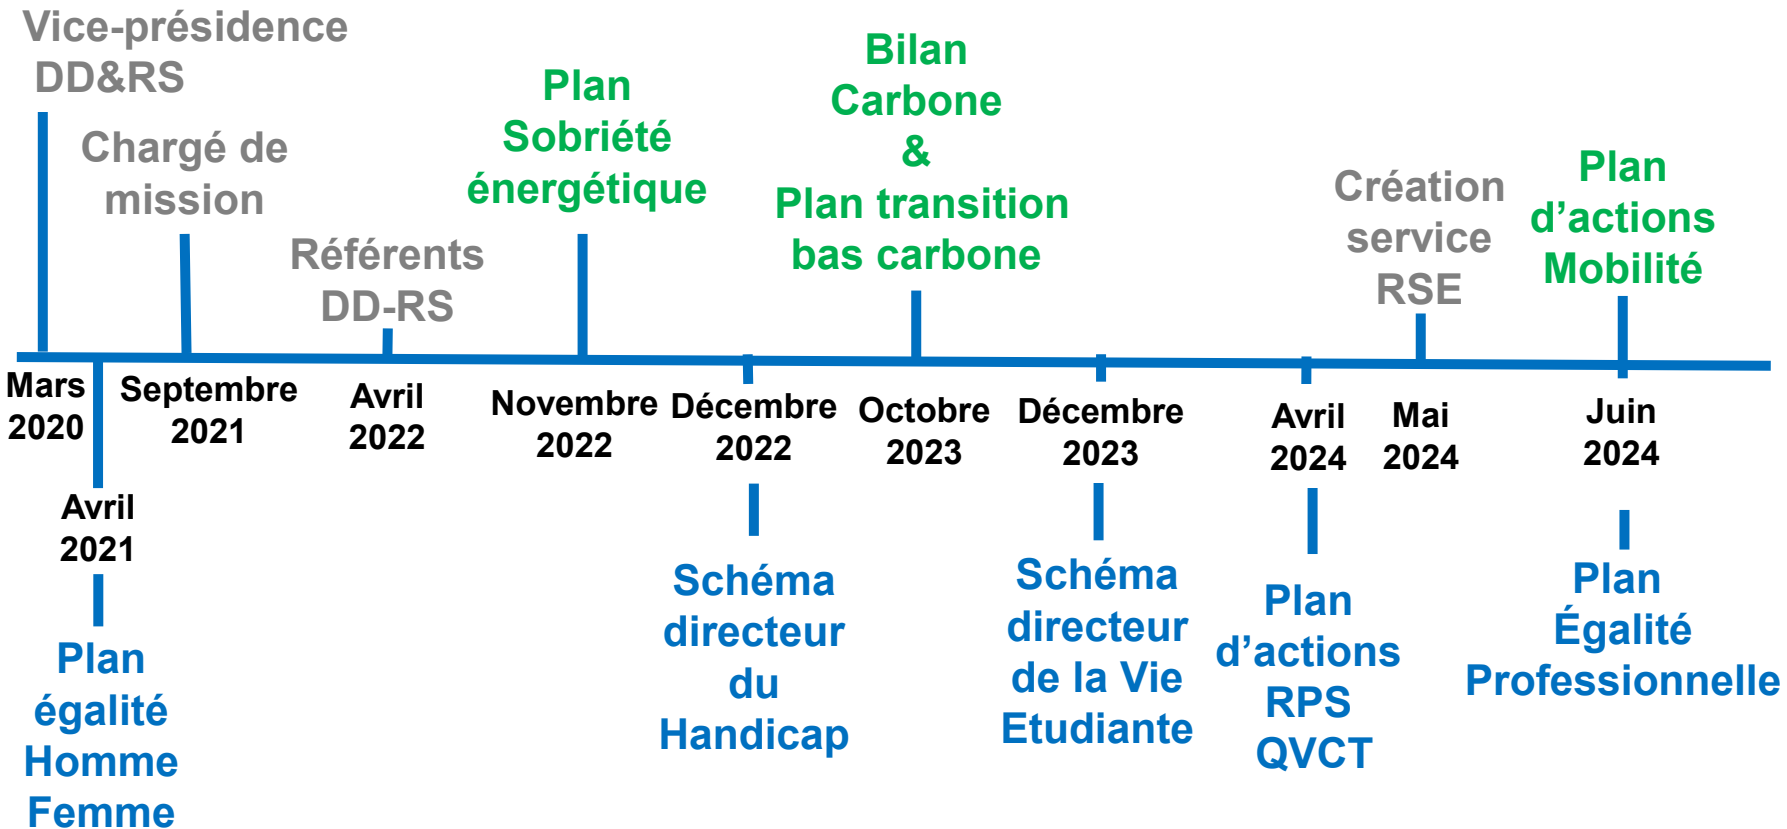 Vice-présidence
DD&RS
Mars
2020
Avril
2021
Plan
égalité
Homme
Femme
Chargé de
mission
Septembre
2021
Référents
DD-RS
Avril
2022
Plan
Sobriété
énergétique
Novembre
2022
Décembre
2022
Schéma
directeur
du
Handicap
Bilan
Carbone
&
Plan transition
bas carbone
Octobre
2023
Décembre
2023
Schéma
directeur
de la Vie
Etudiante
Avril
2024
Plan
d’actions
RPS
QVCT
Création
service
RSE
Mai
2024
Plan
d’actions
Mobilité
Juin
2024
Plan
Égalité
Professionnelle